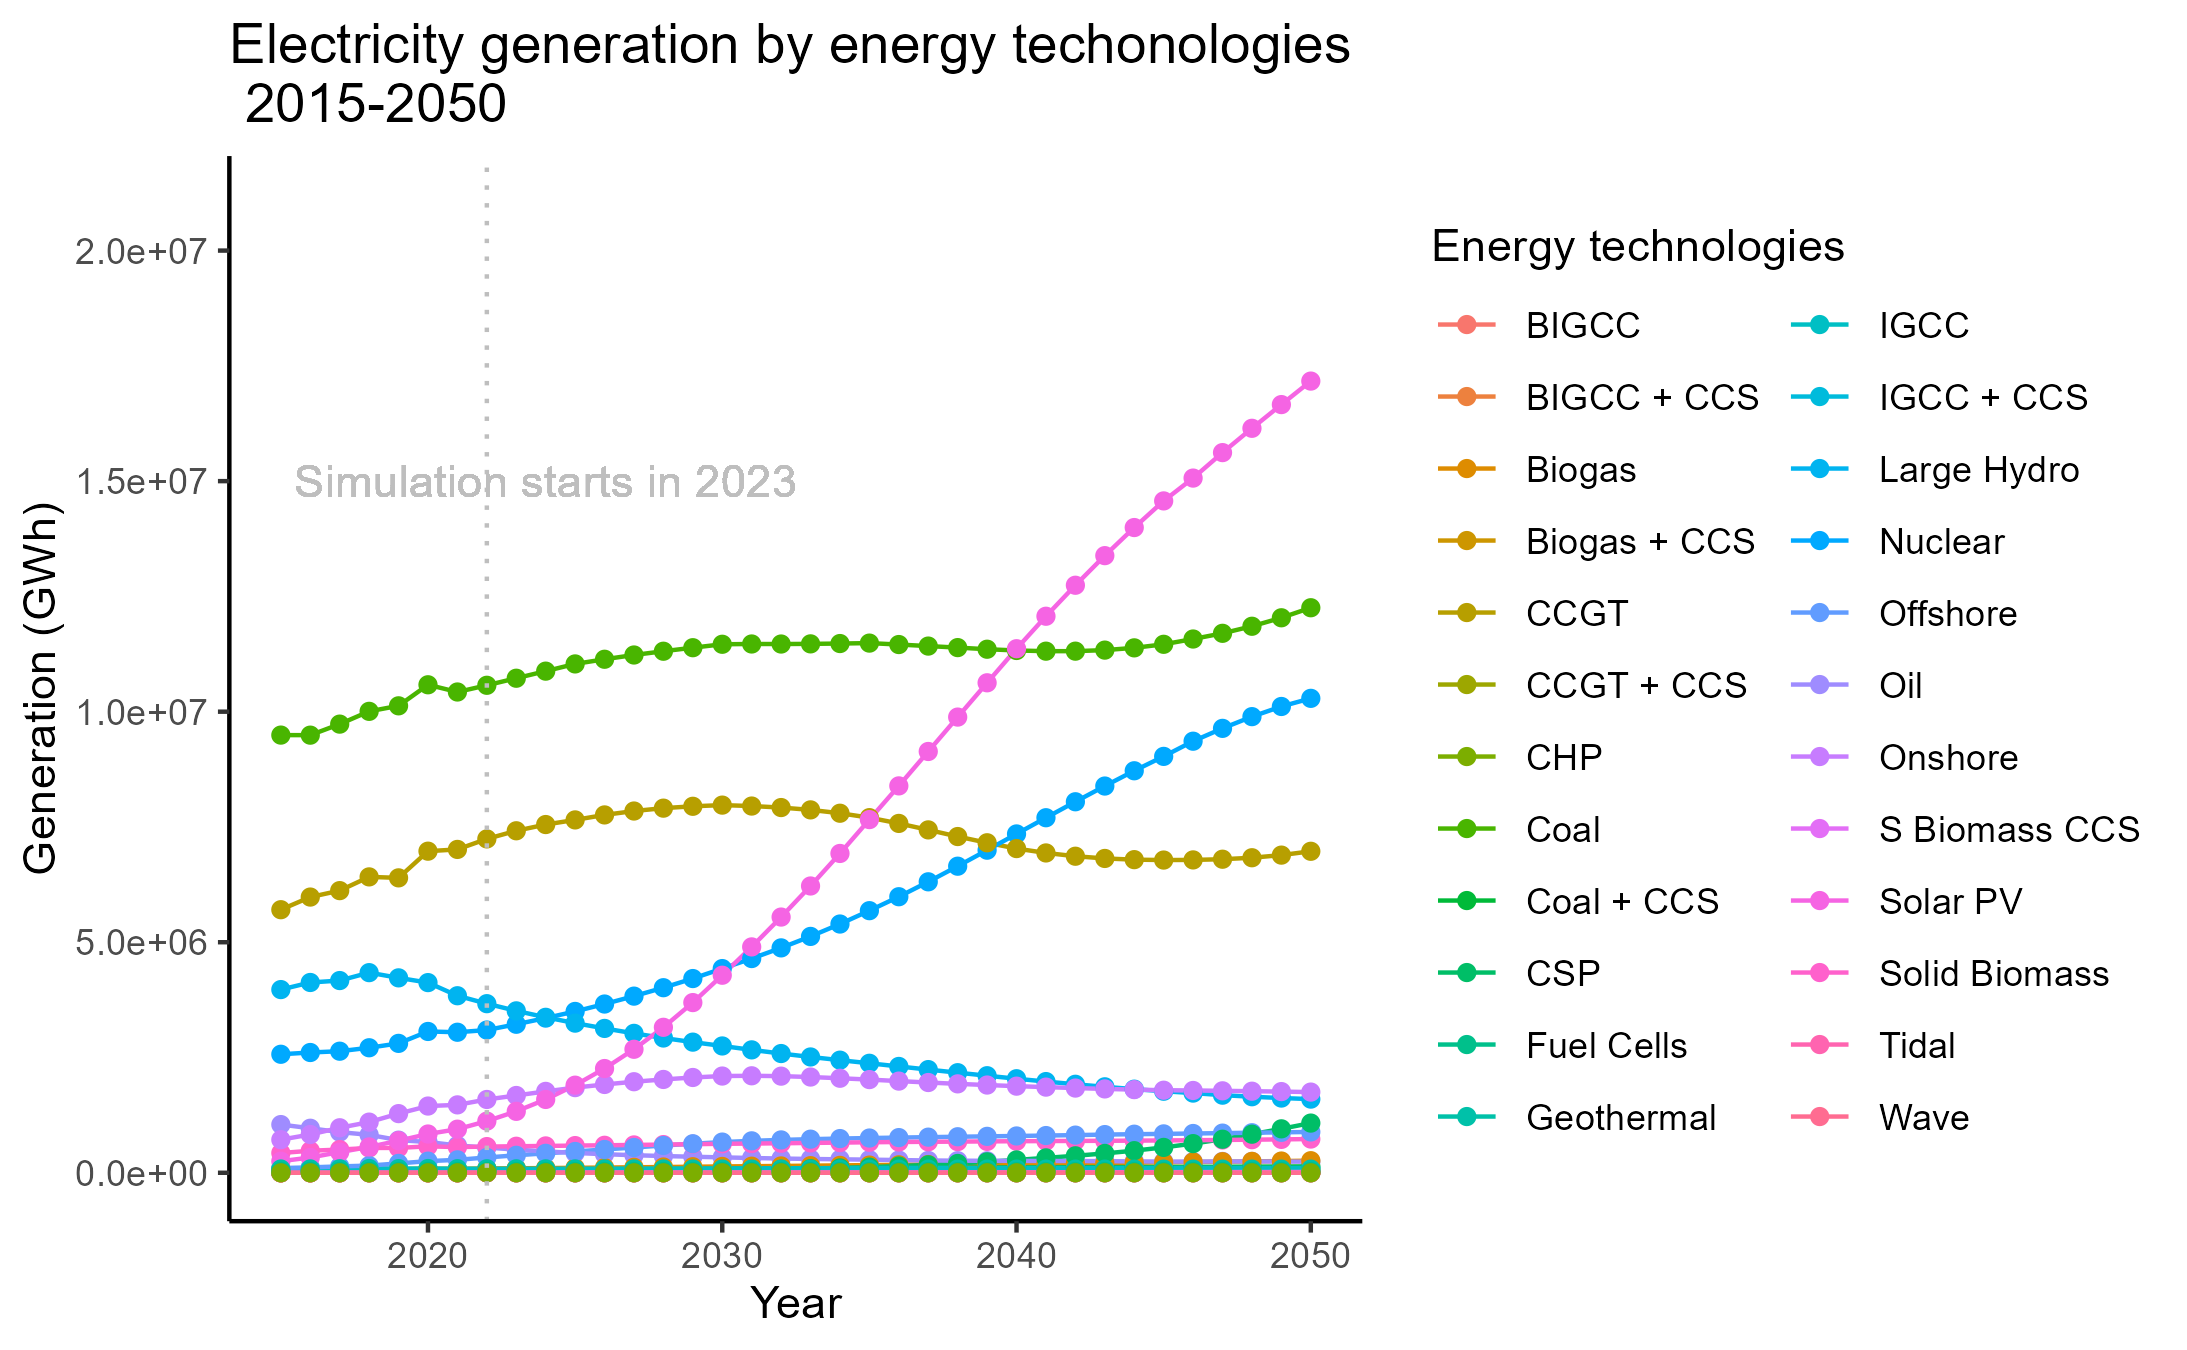 Electricity generation by energy techonologies
2015-2050
2.0e+07
1.5e+07
1.0e+07
5.0e+06
0.0e+00
Generation (GWh)
Simulation starts in 2023
2020
2030
2040
2050
Year
Energy technologies
BIGCC
BIGCC + CCS
Biogas
Biogas + CCS
CCGT
CCGT + CCS
CHP
Coal
Coal + CCS
CSP
Fuel Cells
Geothermal
IGCC
IGCC + CCS
Large Hydro
Nuclear
Offshore
Oil
Onshore
S Biomass CCS
Solar PV
Solid Biomass
Tidal
Wave